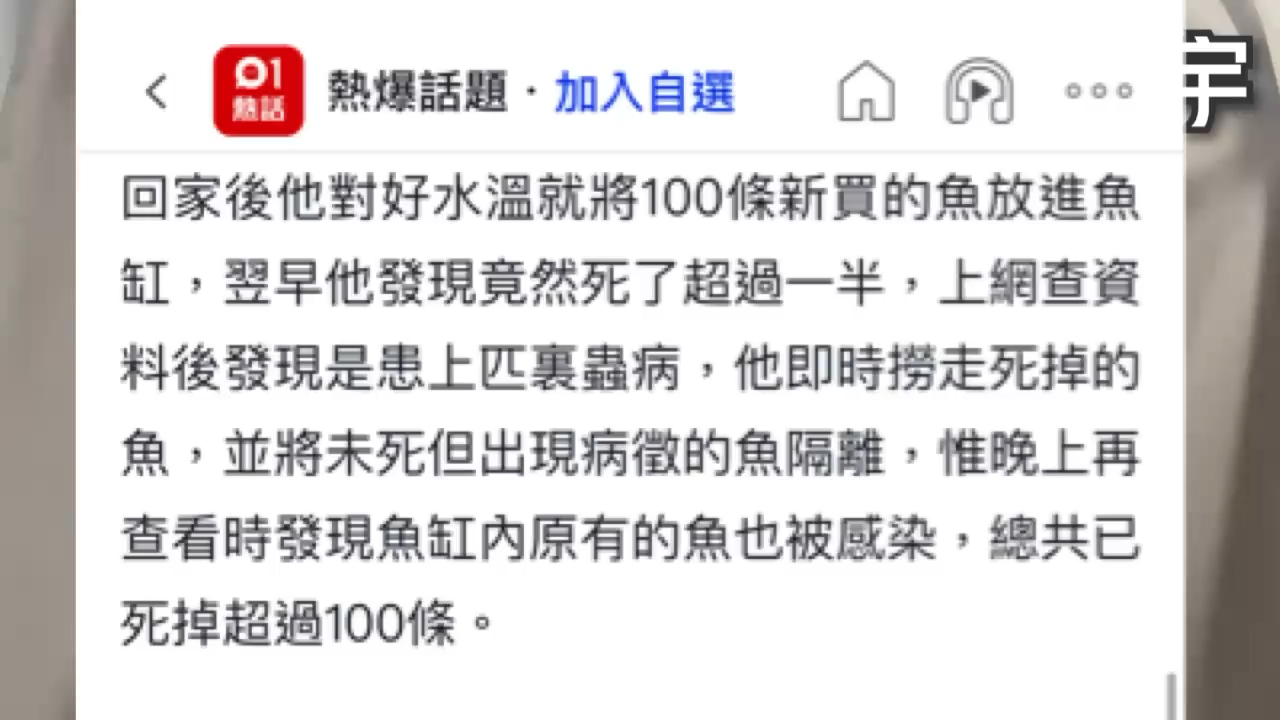 01
熱話
熱爆話題・加入自選
宇
回家後他對好水溫就將100條新買的魚放進魚
缸，翌早他發現竟然死了超過一半，上網查資
料後發現是患上匹裏蟲病，他即時撈走死掉的
魚，並將未死但出現病徵的魚隔離，惟晚上再
查看時發現魚缸內原有的魚也被感染，總共已
死掉超過100條。